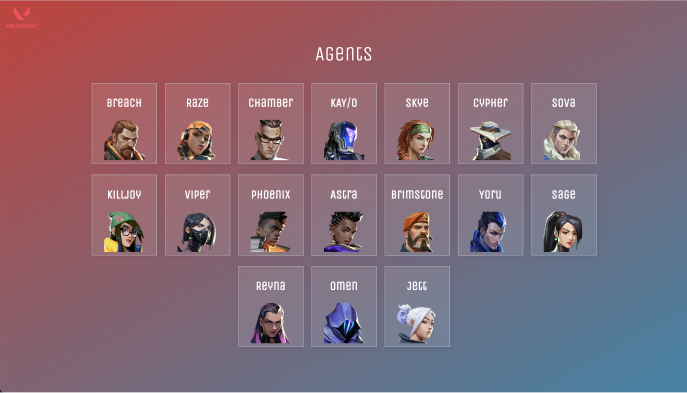 VALORANT
Agents
Breach
Raze
Chamber
KAY/O
Skye
Cypher
Sova
Killjoy
Viper
Phoenix
Astra
Brimstone
Yoru
Sage
Reyna
Omen
Jett